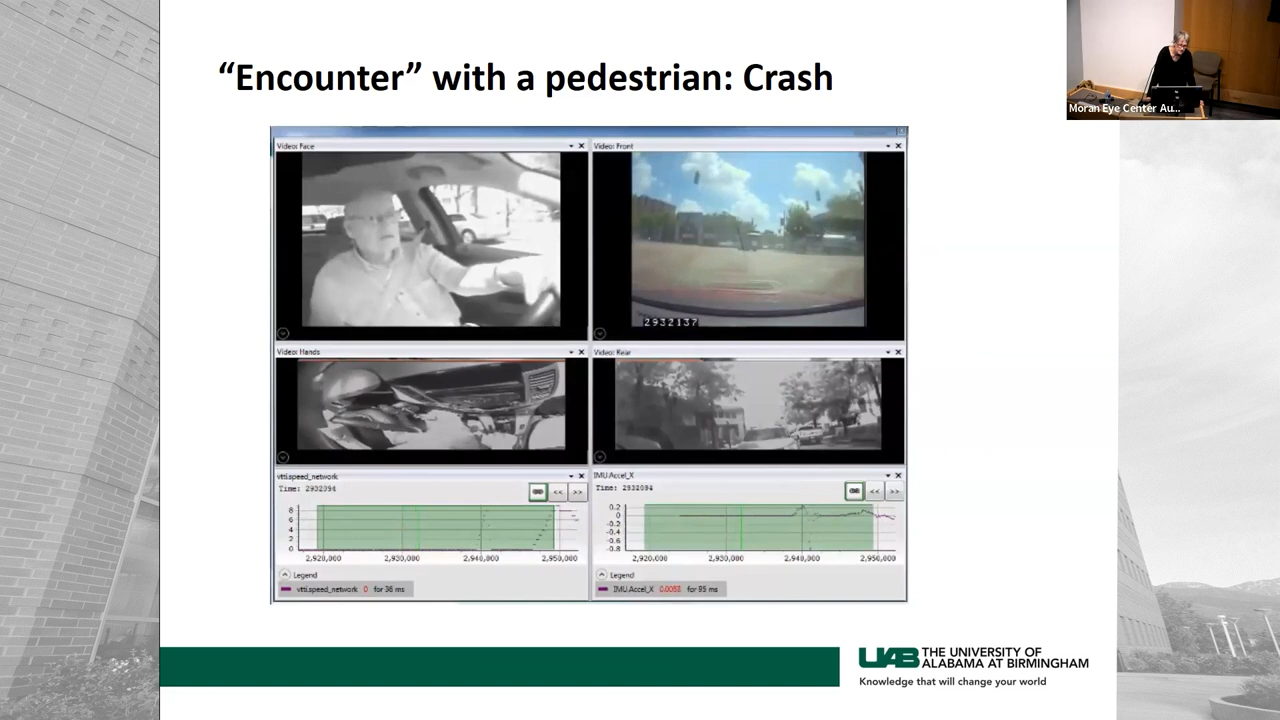 “Encounter” with a pedestrian: Crash
Moran Eye Center Au...
Video: Face
Video: Front
2932137
Video: Hands
Video: Rear
vtti.speed_network
Time: 2932094
<< >>
8
6
4
2
0
2,920,000 2,930,000 2,940,000 2,950,000
Legend
vtti.speed_network 0 for 36 ms
IMU.Accel_X
Time: 2932094
<< >>
0.2
0
-0.2
-0.4
-0.6
-0.8
2,920,000 2,930,000 2,940,000 2,950,000
Legend
IMU.Accel_X 0.0058 for 95 ms
UAB THE UNIVERSITY OF
ALABAMA AT BIRMINGHAM
Knowledge that will change your world